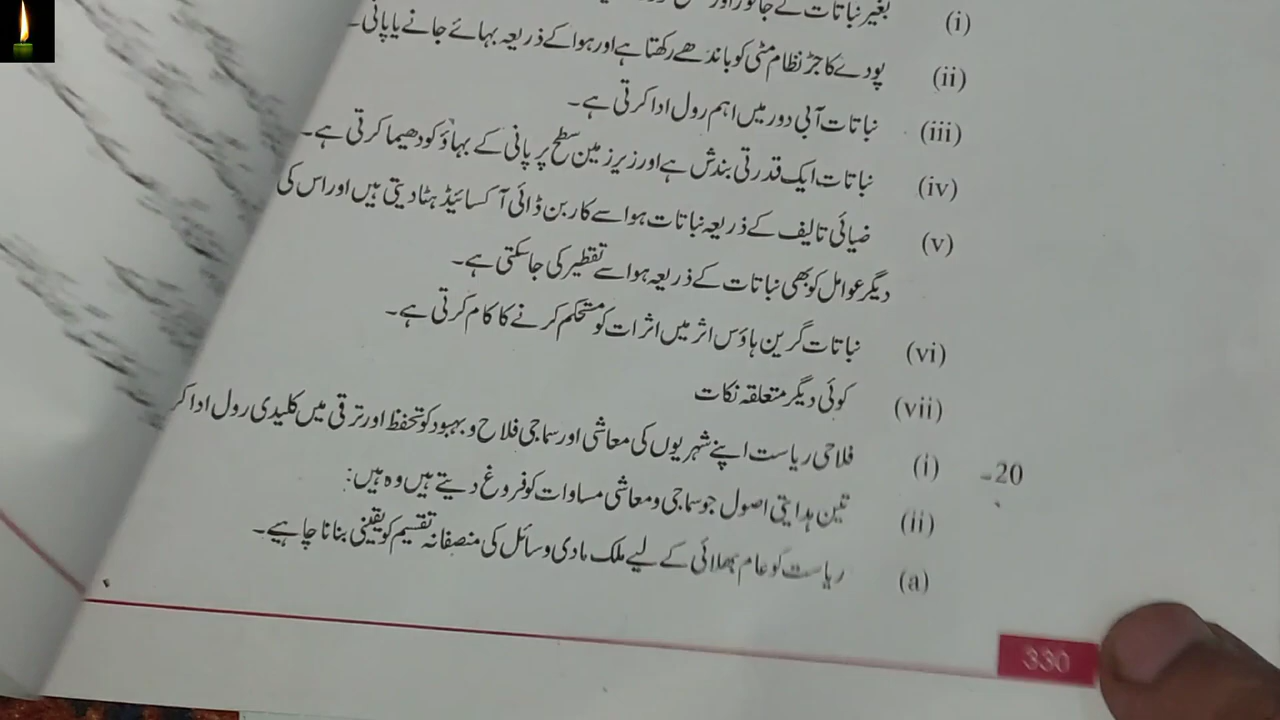 (i) بغیر نباتات کے جانور اور
(ii) پودے کا جڑ نظام مٹی کو باندھے رکھتا ہے اور ہوا کے ذریعہ بہائے جانے یا پانی
(iii) نباتات آبی دور میں اہم رول ادا کرتی ہے۔
(iv) نباتات ایک قدرتی بندش ہے اور زیر زمین سطح پر پانی کے بہاؤ کو دھیما کرتی ہے۔
(v) ضیائی تالیف کے ذریعہ نباتات ہوا سے کاربن ڈائی آکسائیڈ ہٹا دیتی ہیں اور اس کی
دیگر عوامل کو بھی نباتات کے ذریعہ ہوا سے تقطیر کی جا سکتی ہے۔
(vi) نباتات گرین ہاؤس اثر میں اثرات کو مستحکم کرنے کا کام کرتی ہے۔
(vii) کوئی دیگر متعلقہ نکات
20۔ (i) فلاحی ریاست اپنے شہریوں کی معاشی اور سماجی فلاح و بہبود کو تحفظ اور ترقی میں کلیدی رول ادا کر
(ii) تین ہدایتی اصول جو سماجی و معاشی مساوات کو فروغ دیتے ہیں وہ ہیں:
(a) ریاست کو عام بھلائی کے لیے ملک مادی وسائل کی منصفانہ تقسیم کو یقینی بنانا چاہیے۔
330